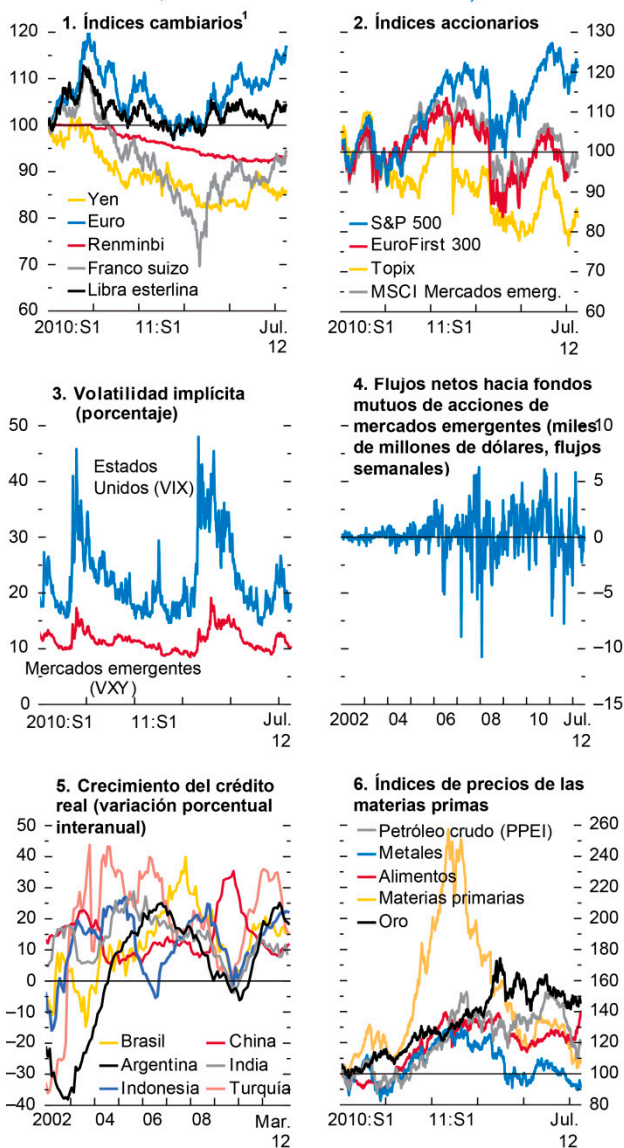 1. Índices cambiarios¹
120
110
100
90
80
70
60
Yen
Euro
Renminbi
Franco suizo
Libra esterlina
2010:S1
11:S1
Jul.
12
2. Índices accionarios
130
120
110
100
90
80
70
60
S&P 500
EuroFirst 300
Topix
MSCI Mercados emerg.
2010:S1
11:S1
Jul.
12
3. Volatilidad implícita
(porcentaje)
50
40
30
20
10
0
Estados
Unidos (VIX)
Mercados emergentes
(VXY)
2010:S1
11:S1
Jul.
12
4. Flujos netos hacia fondos
mutuos de acciones de
mercados emergentes (miles
de millones de dólares, flujos
semanales)
10
5
0
–5
–10
–15
2002 04 06 08 10 Jul.
12
5. Crecimiento del crédito
real (variación porcentual
interanual)
50
40
30
20
10
0
–10
–20
–30
–40
Brasil
China
Argentina
India
Indonesia
Turquía
2002 04 06 08 Mar.
12
6. Índices de precios de las
materias primas
Petróleo crudo (PPEI)
Metales
Alimentos
Materias primarias
Oro
260
240
220
200
180
160
140
120
100
80
2010:S1
11:S1
Jul.
12